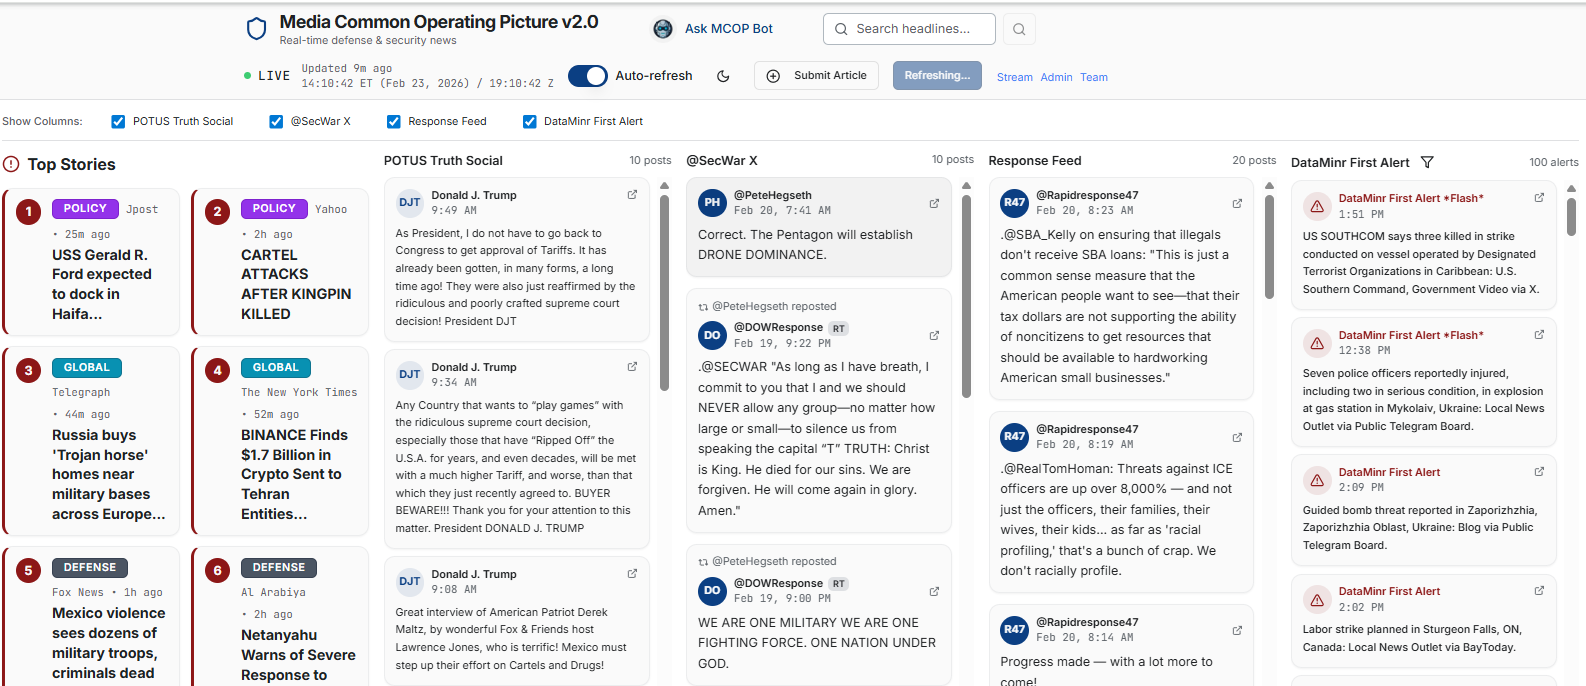 Media Common Operating Picture v2.0
Real-time defense & security news
Ask MCOP Bot
Search headlines...
LIVE
Updated 9m ago
14:10:42 ET (Feb 23, 2026) / 19:10:42 Z
Auto-refresh
Submit Article
Refreshing...
Stream Admin Team
Show Columns:
POTUS Truth Social
@SecWar X
Response Feed
DataMinr First Alert
Top Stories
1
POLICY Jpost
• 25m ago
USS Gerald R.
Ford expected
to dock in
Haifa...
2
POLICY Yahoo
• 2h ago
CARTEL
ATTACKS
AFTER KINGPIN
KILLED
3
GLOBAL
Telegraph
• 44m ago
Russia buys
'Trojan horse'
homes near
military bases
across Europe...
4
GLOBAL
The New York Times
• 52m ago
BINANCE Finds
$1.7 Billion in
Crypto Sent to
Tehran
Entities...
5
DEFENSE
Fox News • 1h ago
Mexico violence
sees dozens of
military troops,
criminals dead
6
DEFENSE
Al Arabiya
• 2h ago
Netanyahu
Warns of Severe
Response to
POTUS Truth Social 10 posts
DJT
Donald J. Trump
9:49 AM
As President, I do not have to go back to
Congress to get approval of Tariffs. It has
already been gotten, in many forms, a long
time ago! They were also just reaffirmed by the
ridiculous and poorly crafted supreme court
decision! President DJT
DJT
Donald J. Trump
9:34 AM
Any Country that wants to “play games” with
the ridiculous supreme court decision,
especially those that have “Ripped Off” the
U.S.A. for years, and even decades, will be met
with a much higher Tariff, and worse, than that
which they just recently agreed to. BUYER
BEWARE!!! Thank you for your attention to this
matter. President DONALD J. TRUMP
DJT
Donald J. Trump
9:08 AM
Great interview of American Patriot Derek
Maltz, by wonderful Fox & Friends host
Lawrence Jones, who is terrific! Mexico must
step up their effort on Cartels and Drugs!
@SecWar X 10 posts
PH
@PeteHegseth
Feb 20, 7:41 AM
Correct. The Pentagon will establish
DRONE DOMINANCE.
@PeteHegseth reposted
DO
@DOWResponse RT
Feb 19, 9:22 PM
.@SECWAR "As long as I have breath, I
commit to you that I and we should
NEVER allow any group—no matter how
large or small—to silence us from
speaking the capital “T” TRUTH: Christ
is King. He died for our sins. We are
forgiven. He will come again in glory.
Amen."
@PeteHegseth reposted
DO
@DOWResponse RT
Feb 19, 9:00 PM
WE ARE ONE MILITARY WE ARE ONE
FIGHTING FORCE. ONE NATION UNDER
GOD.
Response Feed 20 posts
R47
@Rapidresponse47
Feb 20, 8:23 AM
.@SBA_Kelly on ensuring that illegals
don't receive SBA loans: "This is just a
common sense measure that the
American people want to see—that their
tax dollars are not supporting the ability
of noncitizens to get resources that
should be available to hardworking
American small businesses."
R47
@Rapidresponse47
Feb 20, 8:19 AM
.@RealTomHoman: Threats against ICE
officers are up over 8,000% — and not
just the officers, their families, their
wives, their kids... as far as 'racial
profiling,' that's a bunch of crap. We
don't racially profile.
R47
@Rapidresponse47
Feb 20, 8:14 AM
Progress made — with a lot more to
come!
DataMinr First Alert 100 alerts
DataMinr First Alert *Flash*
1:51 PM
US SOUTHCOM says three killed in strike
conducted on vessel operated by Designated
Terrorist Organizations in Caribbean: U.S.
Southern Command, Government Video via X.
DataMinr First Alert *Flash*
12:38 PM
Seven police officers reportedly injured,
including two in serious condition, in explosion
at gas station in Mykolaiv, Ukraine: Local News
Outlet via Public Telegram Board.
DataMinr First Alert
2:09 PM
Guided bomb threat reported in Zaporizhzhia,
Zaporizhzhia Oblast, Ukraine: Blog via Public
Telegram Board.
DataMinr First Alert
2:02 PM
Labor strike planned in Sturgeon Falls, ON,
Canada: Local News Outlet via BayToday.